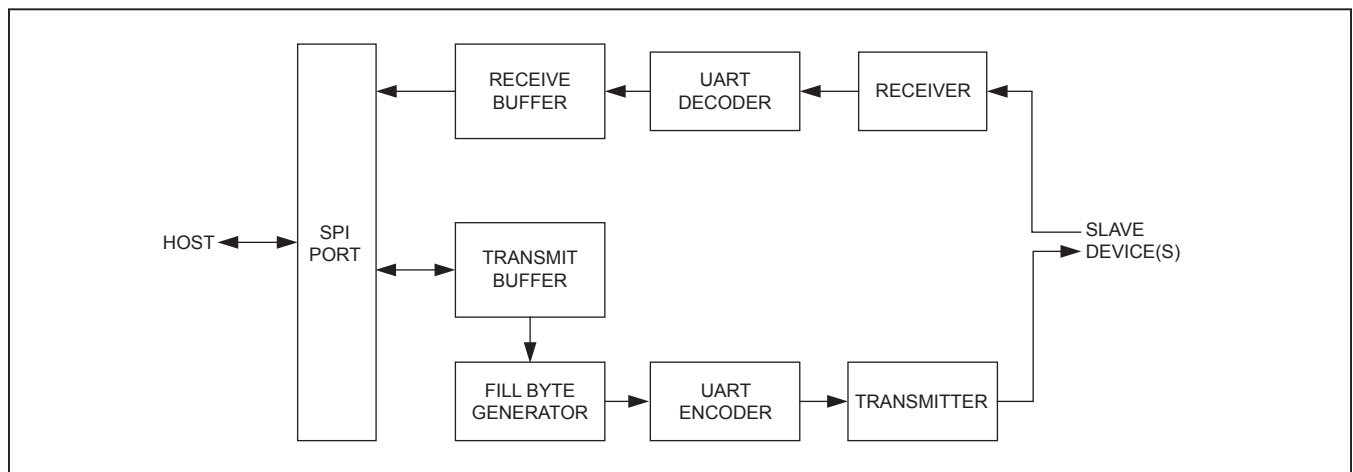 RECEIVE
BUFFER
UART
DECODER
RECEIVER
HOST
SPI
PORT
TRANSMIT
BUFFER
SLAVE
DEVICE(S)
FILL BYTE
GENERATOR
UART
ENCODER
TRANSMITTER